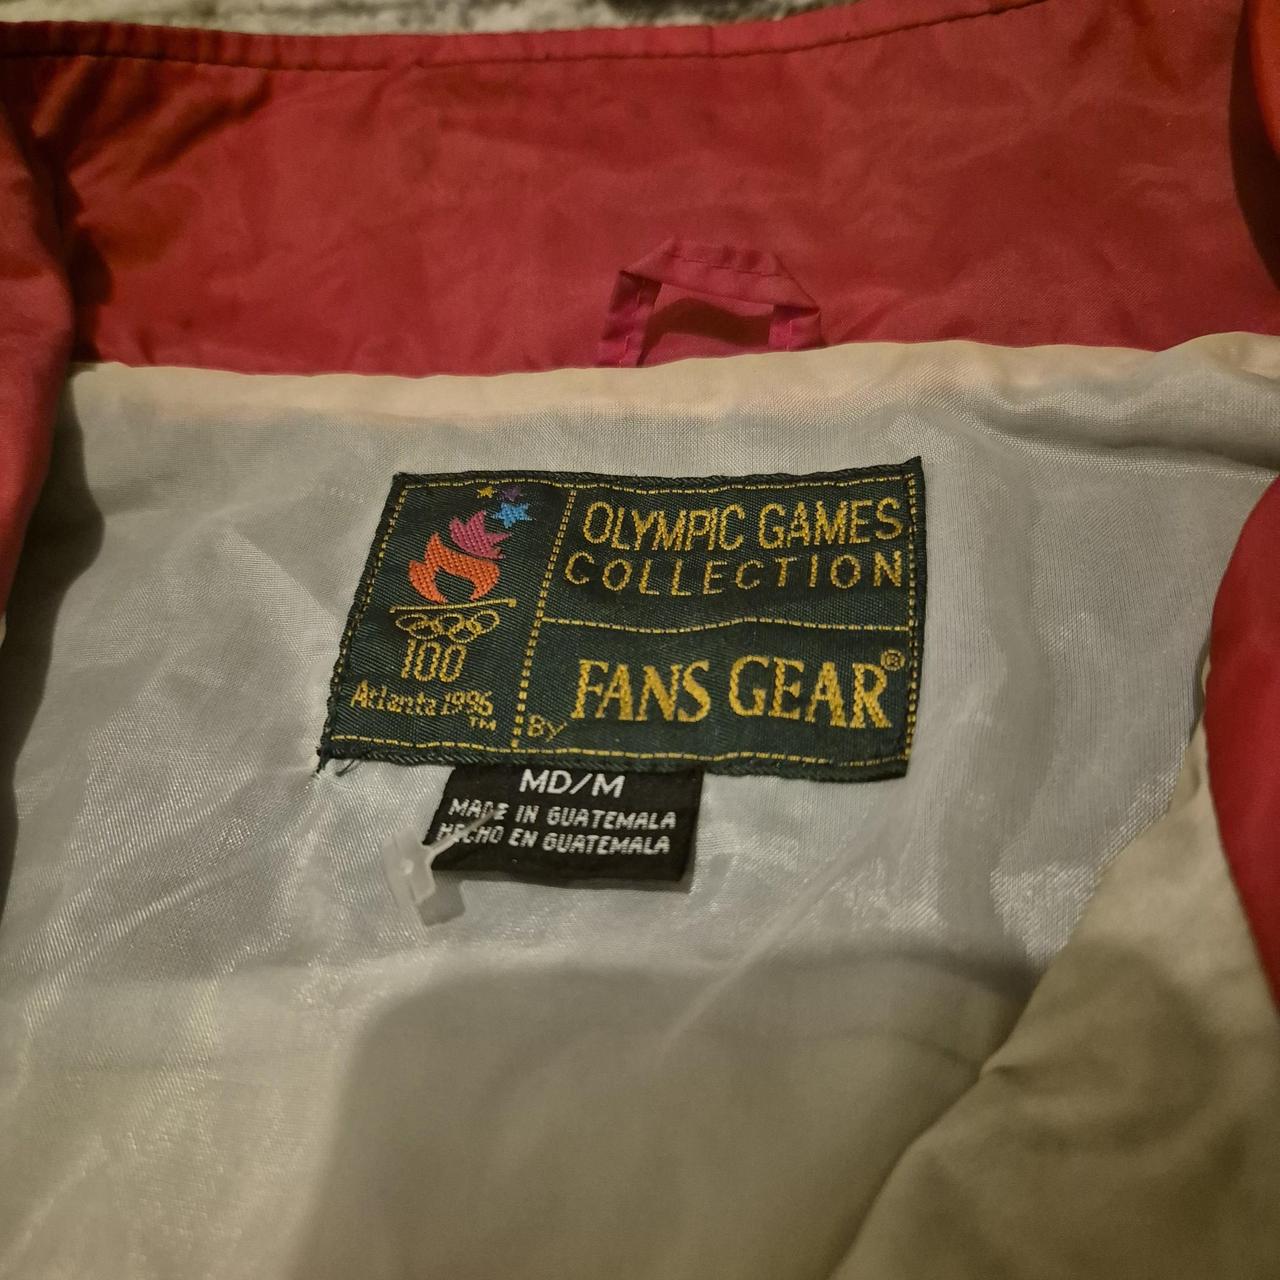 OLYMPIC GAMES
COLLECTION
100
Atlanta 1996
TM
By FANS GEAR®
MD/M
MADE IN GUATEMALA
HECHO EN GUATEMALA